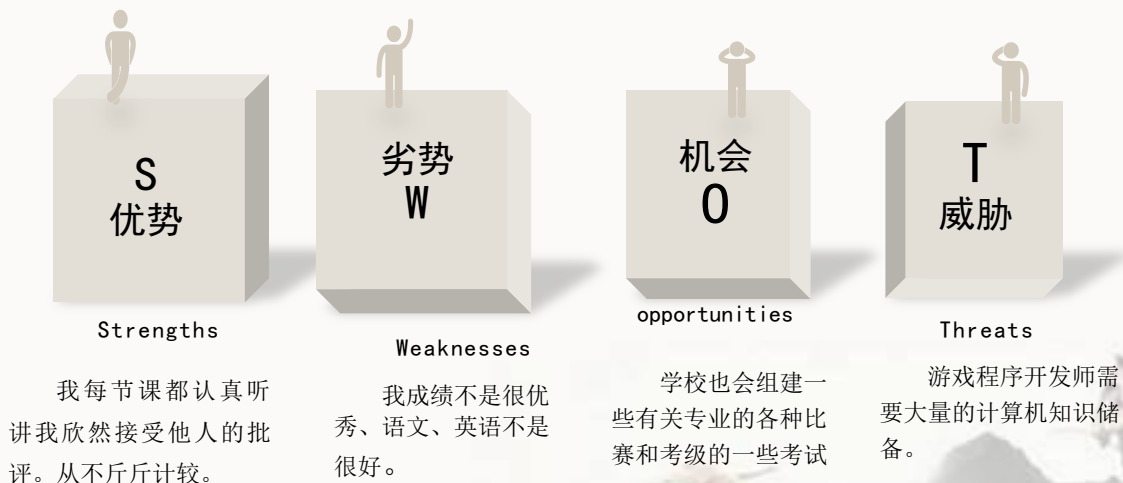 S
优势
Strengths
我每节课都认真听
讲我欣然接受他人的批
评。从不斤斤计较。
劣势
W
Weaknesses
我成绩不是很优
秀、语文、英语不是
很好。
机会
O
opportunities
学校也会组建一
些有关专业的各种比
赛和考级的一些考试
T
威胁
Threats
游戏程序开发师需
要大量的计算机知识储
备。